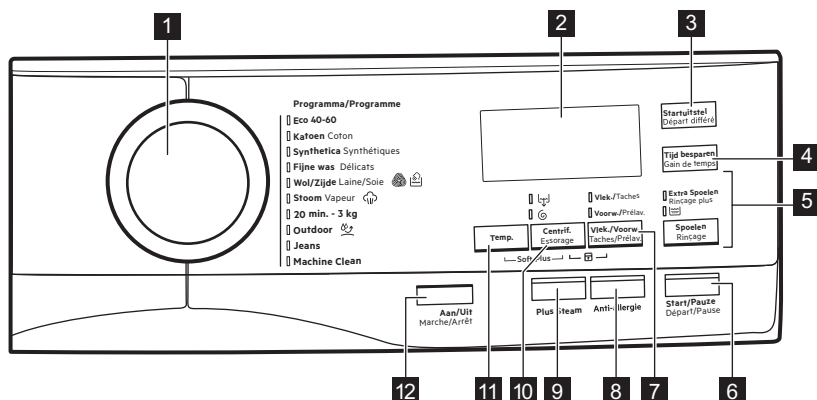 1
2
3
Programma/Programme
Eco 40-60
Katoen Coton
Synthetica Synthétiques
Fijne was Délicats
Wol/Zijde Laine/Soie
Stoom Vapeur
20 min. - 3 kg
Outdoor
Jeans
Machine Clean
Startuitstel
Départ différé
Tijd besparen
Gain de temps
4
Vlek./Taches
Voorw./Prélav.
Extra Spoelen
Rinçage plus
5
Temp.
Centrif.
Essorage
Vlek./Voorw.
Taches/Prélav.
Spoelen
Rinçage
Soft Plus
Aan/Uit
Marche/Arrêt
Plus Steam
Anti-allergie
Start/Pauze
Départ/Pause
12
11
10
9
8
7
6